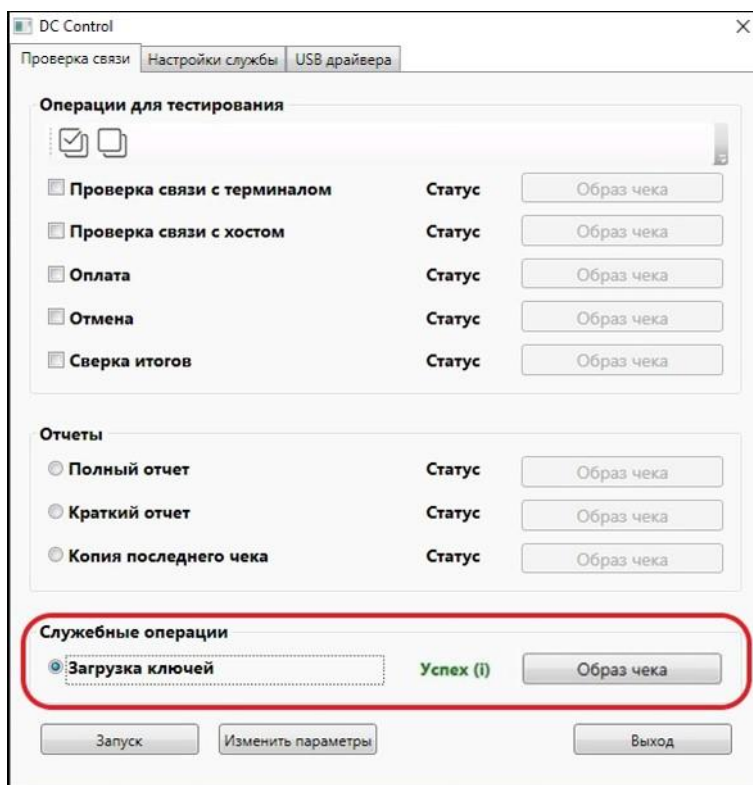 DC Control
Проверка связи Настройки службы USB драйвера
Операции для тестирования
Проверка связи с терминалом Статус Образ чека
Проверка связи с хостом Статус Образ чека
Оплата Статус Образ чека
Отмена Статус Образ чека
Сверка итогов Статус Образ чека
Отчеты
Полный отчет Статус Образ чека
Краткий отчет Статус Образ чека
Копия последнего чека Статус Образ чека
Служебные операции
Загрузка ключей Успех (i) Образ чека
Запуск Изменить параметры Выход